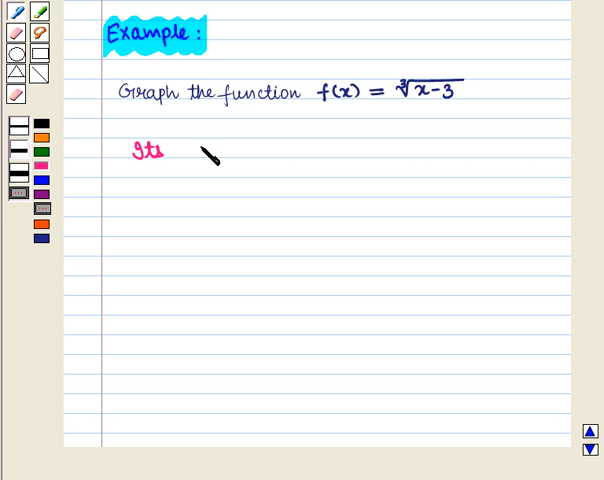 Example :
Graph the function f(x) = ∛(x-3)
Its